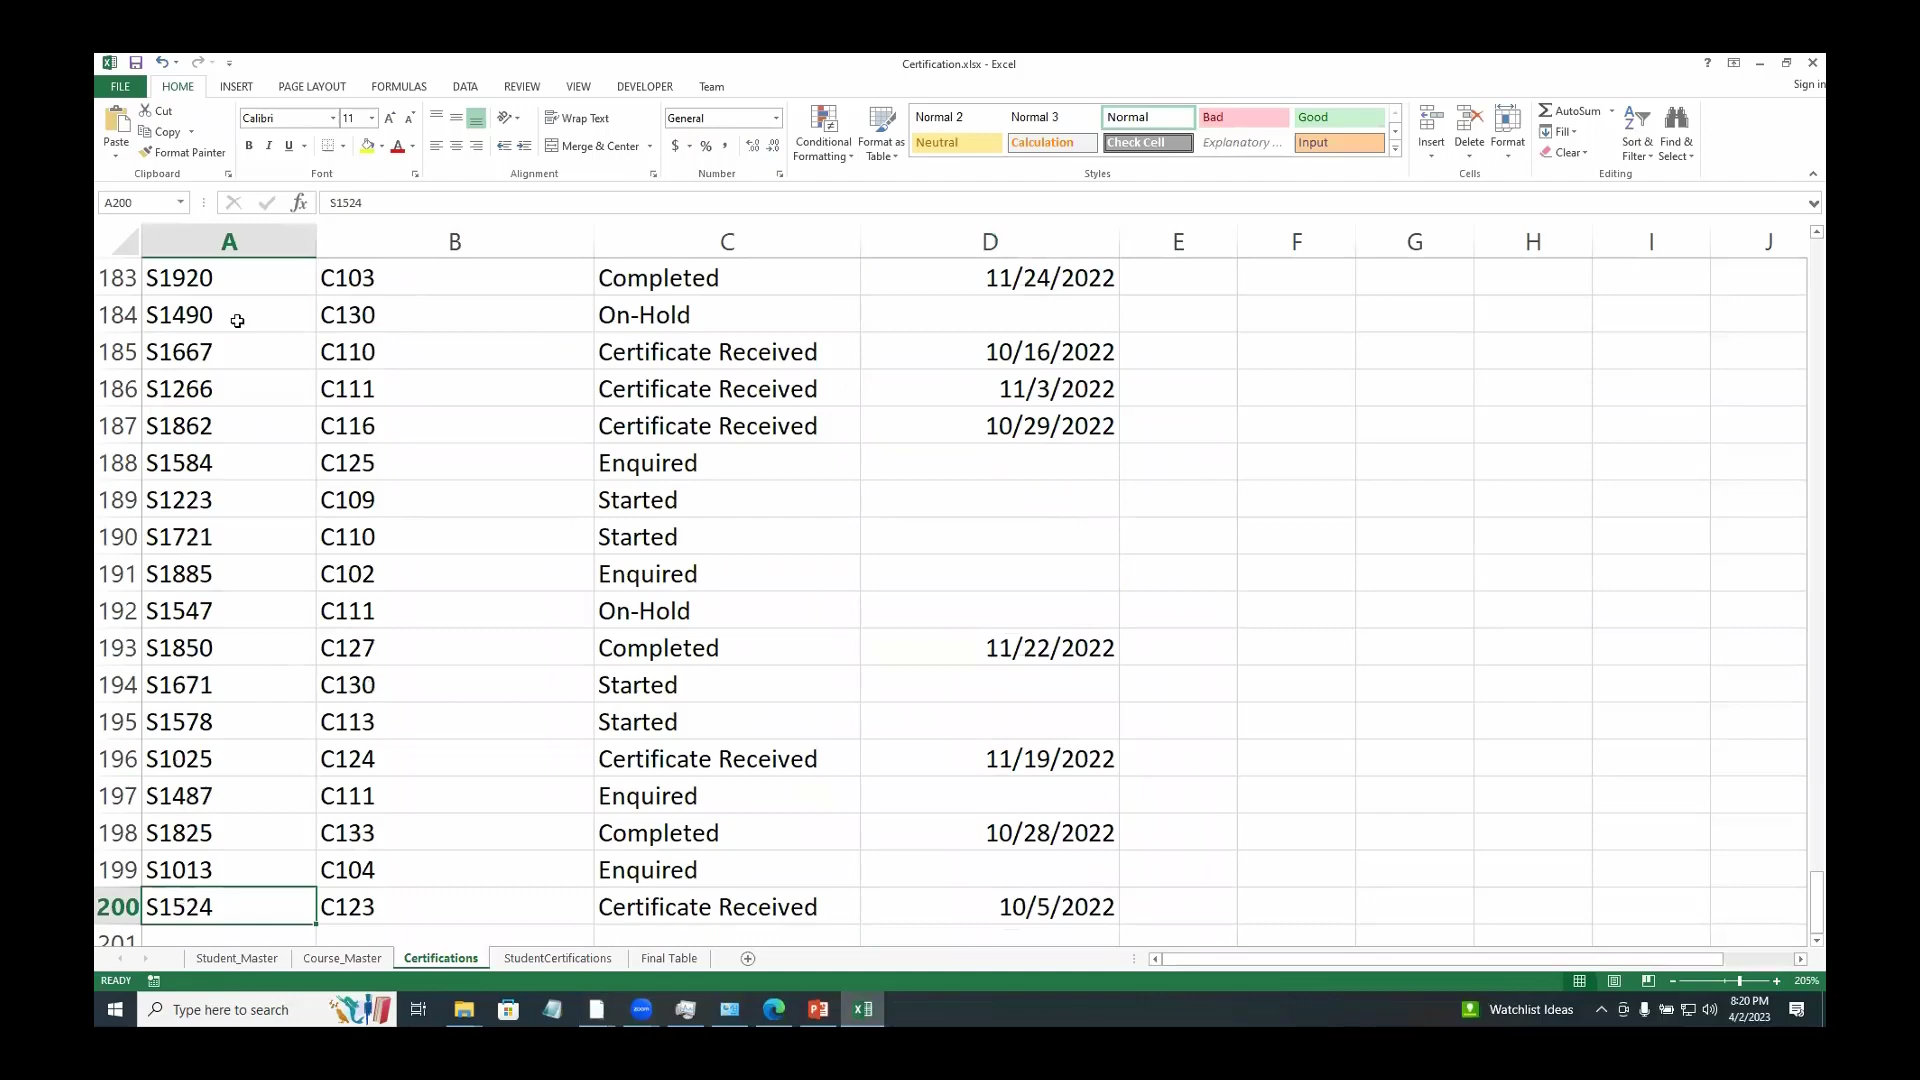 Certification.xlsx - Excel
?
FILE HOME INSERT PAGE LAYOUT FORMULAS DATA REVIEW VIEW DEVELOPER Team Sign in
Paste
Cut
Copy
Format Painter
Clipboard
Calibri 11
B I U
Font
Wrap Text
Merge & Center
Alignment
General
$ % ,
Number
Conditional Formatting
Format as Table
Normal 2 Normal 3 Normal Bad Good
Neutral Calculation Check Cell Explanatory ... Input
Styles
Insert Delete Format
Cells
AutoSum
Fill
Clear
Sort & Filter
Find & Select
Editing
A200 fx S1524
A B C D E F G H I J
183 S1920 C103 Completed 11/24/2022
184 S1490 C130 On-Hold
185 S1667 C110 Certificate Received 10/16/2022
186 S1266 C111 Certificate Received 11/3/2022
187 S1862 C116 Certificate Received 10/29/2022
188 S1584 C125 Enquired
189 S1223 C109 Started
190 S1721 C110 Started
191 S1885 C102 Enquired
192 S1547 C111 On-Hold
193 S1850 C127 Completed 11/22/2022
194 S1671 C130 Started
195 S1578 C113 Started
196 S1025 C124 Certificate Received 11/19/2022
197 S1487 C111 Enquired
198 S1825 C133 Completed 10/28/2022
199 S1013 C104 Enquired
200 S1524 C123 Certificate Received 10/5/2022
201
Student_Master Course_Master Certifications StudentCertifications Final Table
READY 205%
Type here to search
zoom
Watchlist Ideas
8:20 PM
4/2/2023